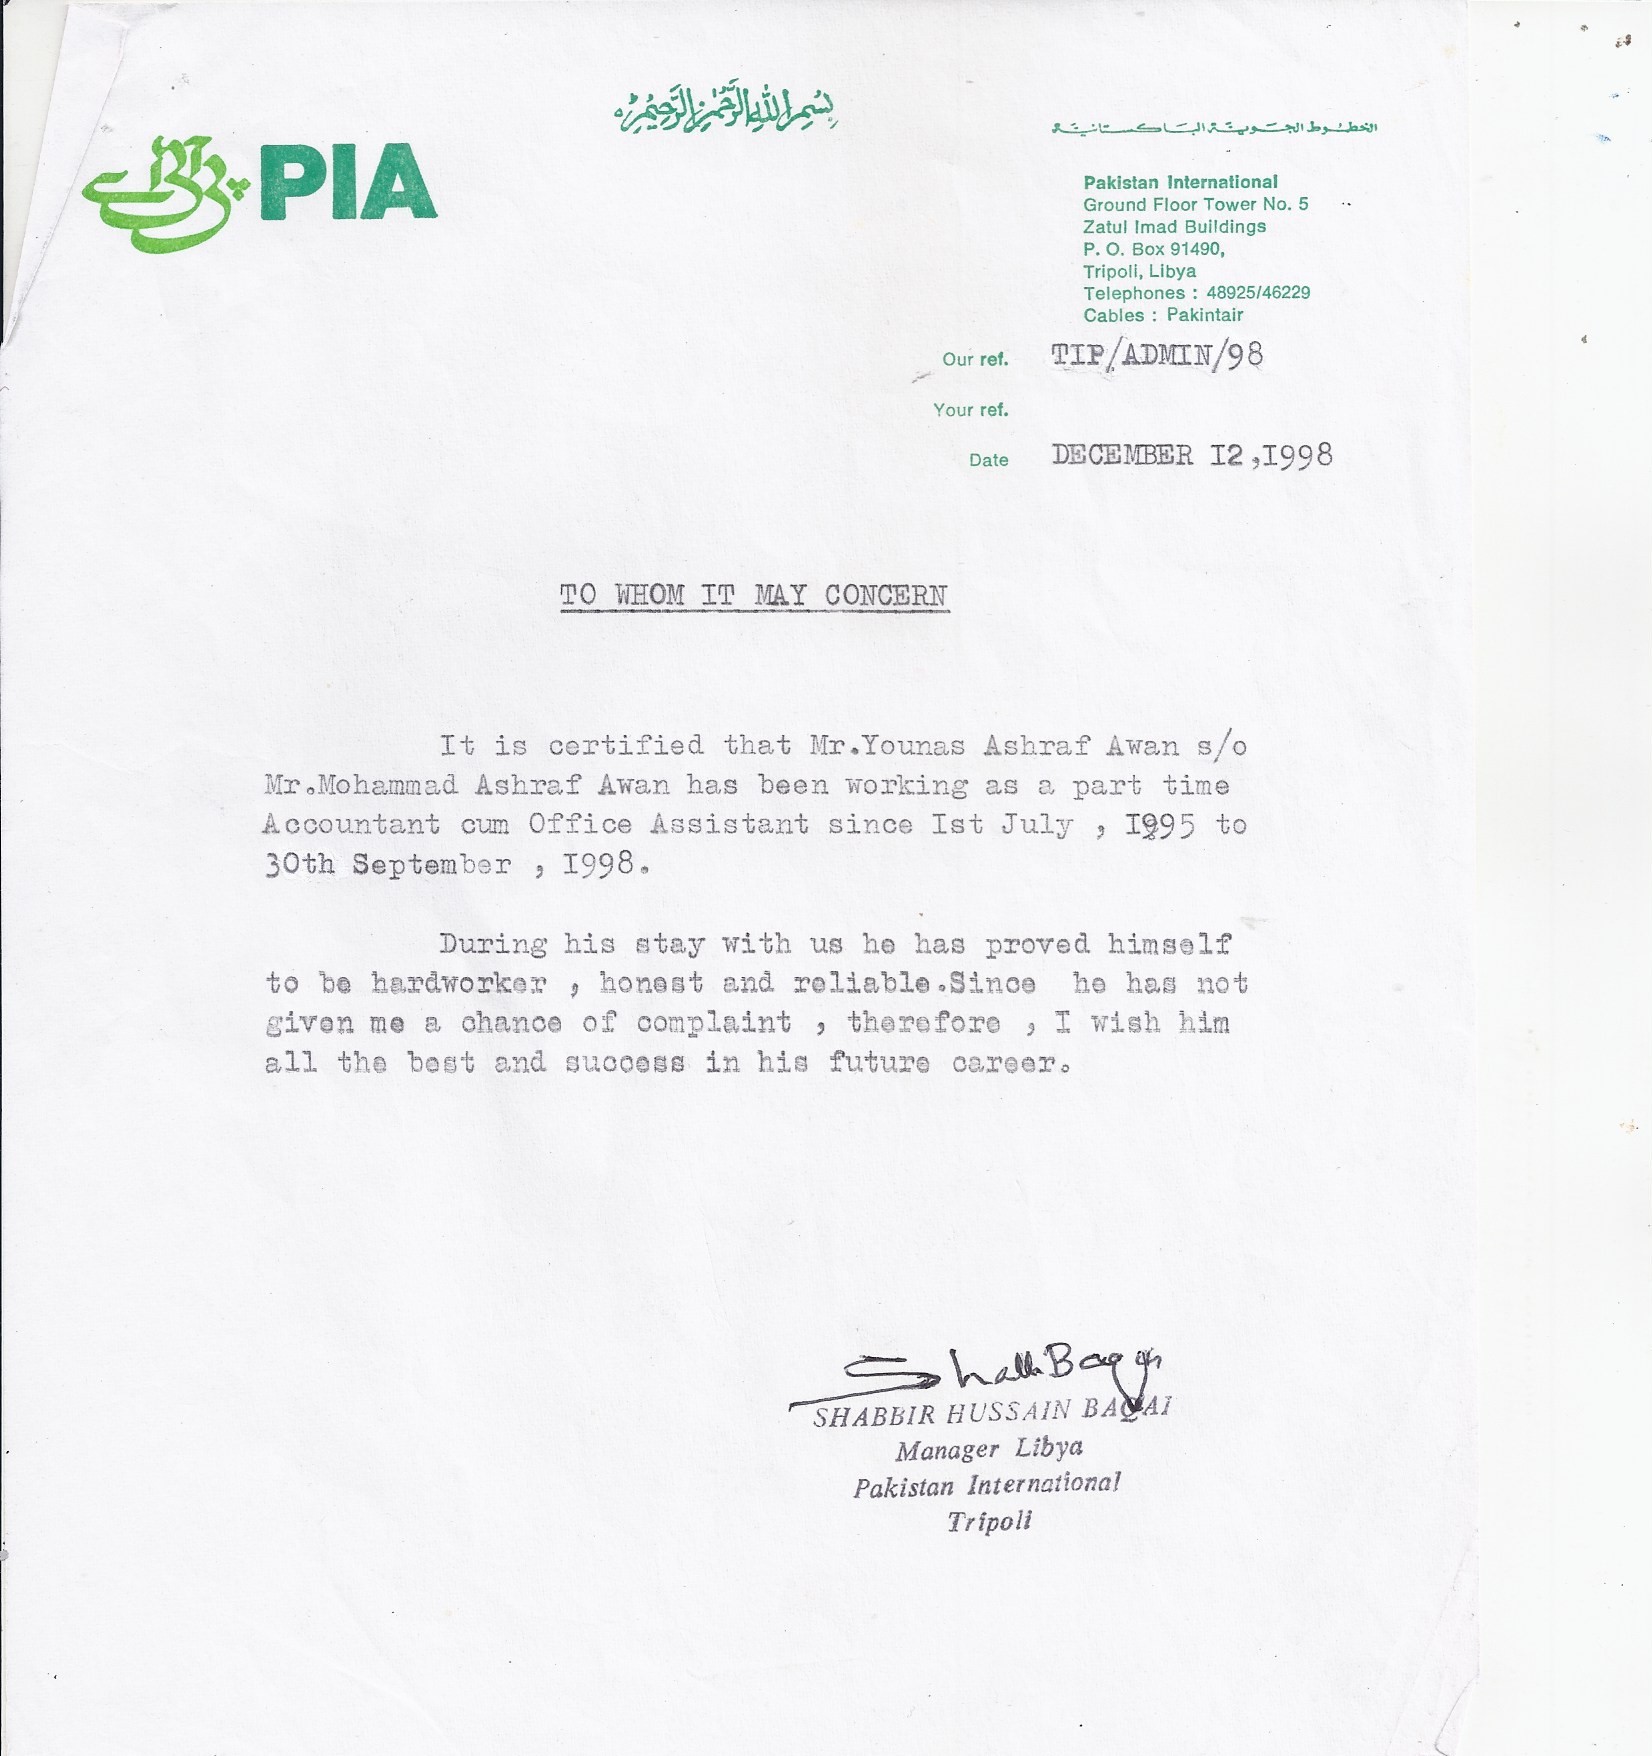 بسم الله الرحمن الرحيم
پی آئی اے PIA
الخطوط الجوية الباكستانية
Pakistan International
Ground Floor Tower No. 5
Zatul Imad Buildings
P. O. Box 91490,
Tripoli, Libya
Telephones : 48925/46229
Cables : Pakintair
Our ref. TIP/ADMIN/98
Your ref.
Date DECEMBER I2,I998
TO WHOM IT MAY CONCERN
It is certified that Mr.Younas Ashraf Awan s/o
Mr.Mohammad Ashraf Awan has been working as a part time
Accountant cum Office Assistant since Ist July , I995 to
30th September , I998.
During his stay with us he has proved himself
to be hardworker , honest and reliable.Since he has not
given me a chance of complaint , therefore , I wish him
all the best and success in his future career.
SHABBIR HUSSAIN BAQAI
Manager Libya
Pakistan International
Tripoli